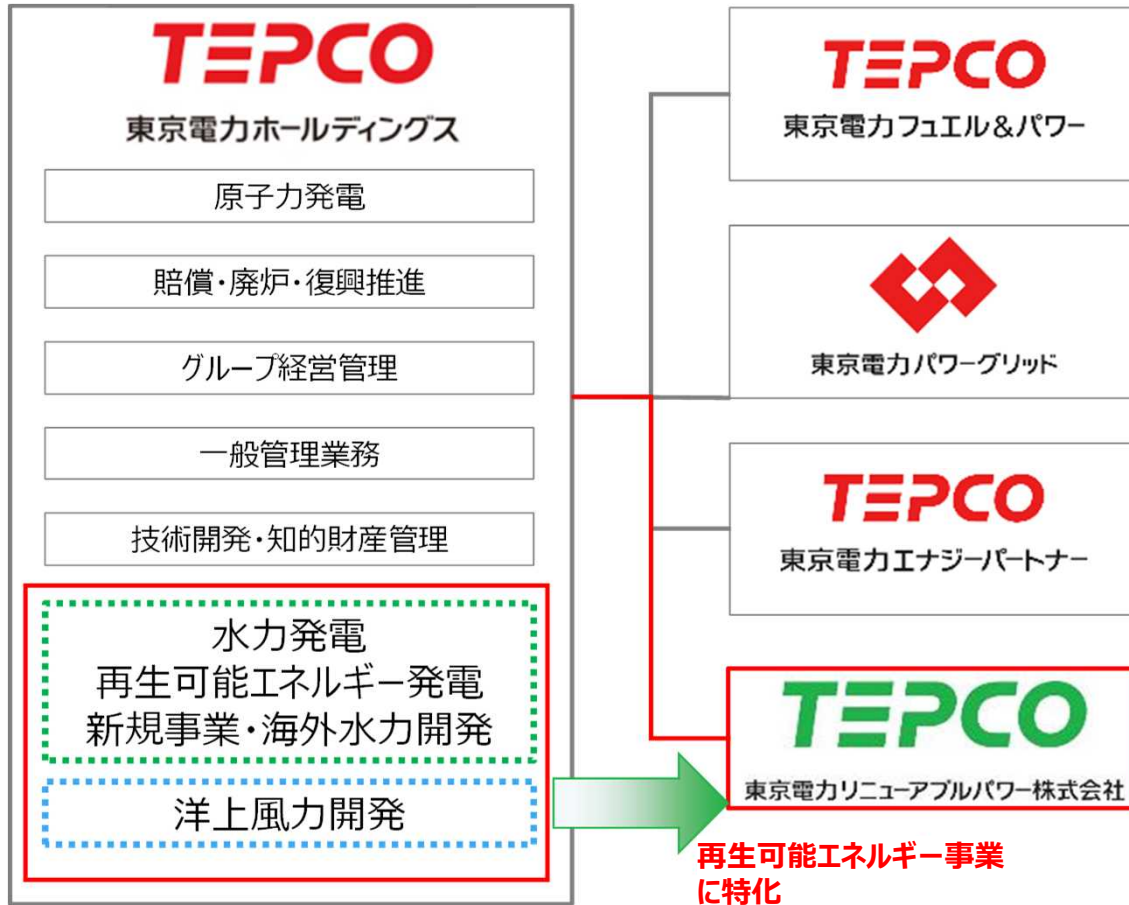 TEPCO
東京電力ホールディングス
原子力発電
賠償・廃炉・復興推進
グループ経営管理
一般管理業務
技術開発・知的財産管理
水力発電
再生可能エネルギー発電
新規事業・海外水力開発
洋上風力開発
TEPCO
東京電力フュエル&パワー
東京電力パワーグリッド
TEPCO
東京電力エナジーパートナー
TEPCO
東京電力リニューアブルパワー株式会社
再生可能エネルギー事業
に特化